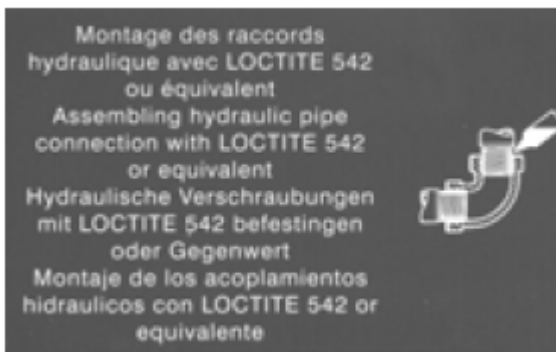 Montage des raccords
hydraulique avec LOCTITE 542
ou équivalent
Assembling hydraulic pipe
connection with LOCTITE 542
or equivalent
Hydraulische Verschraubungen
mit LOCTITE 542 befestingen
oder Gegenwert
Montaje de los acoplamientos
hidraulicos con LOCTITE 542 or
equivalente